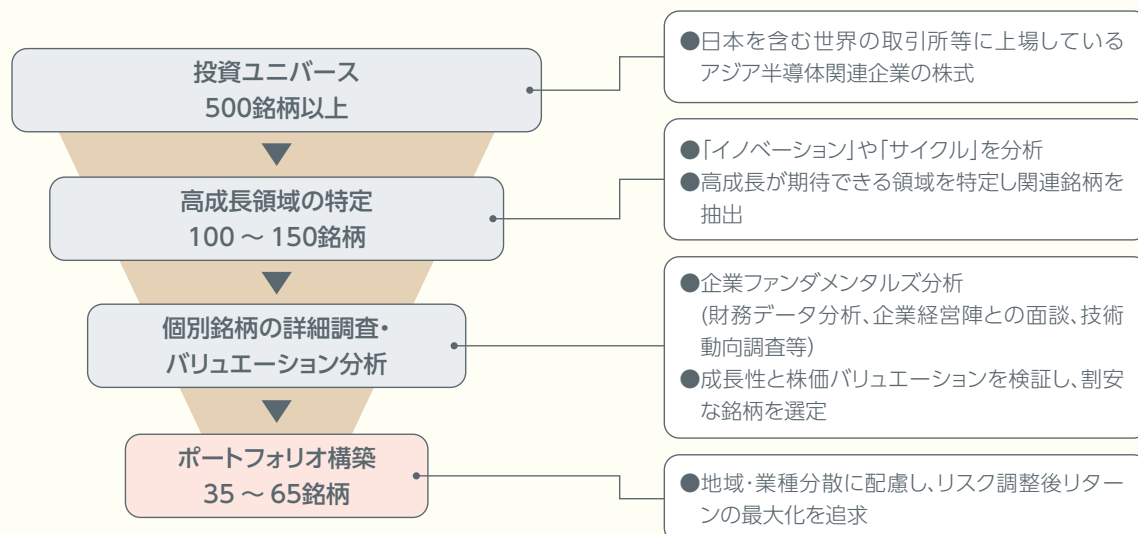 投資ユニバース
500銘柄以上
●日本を含む世界の取引所等に上場している
アジア半導体関連企業の株式
高成長領域の特定
100 ～ 150銘柄
●「イノベーション」や「サイクル」を分析
●高成長が期待できる領域を特定し関連銘柄を
抽出
個別銘柄の詳細調査・
バリュエーション分析
●企業ファンダメンタルズ分析
(財務データ分析、企業経営陣との面談、技術
動向調査等)
●成長性と株価バリュエーションを検証し、割安
な銘柄を選定
ポートフォリオ構築
35 ～ 65銘柄
●地域・業種分散に配慮し、リスク調整後リター
ンの最大化を追求